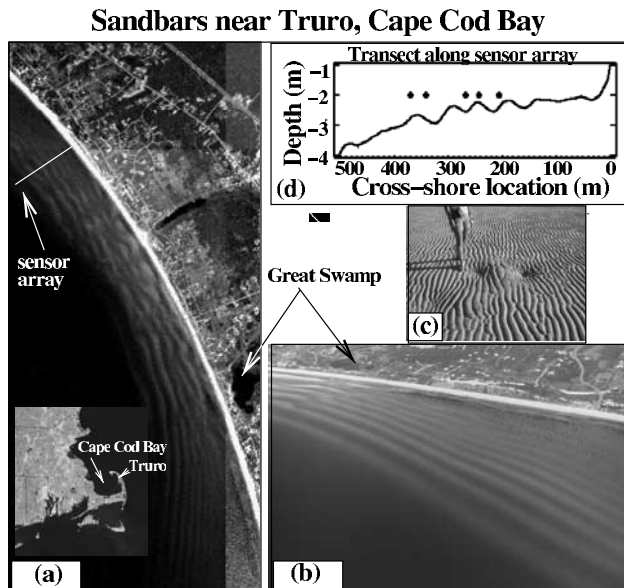 Sandbars near Truro, Cape Cod Bay
sensor
array
Cape Cod Bay
Truro
(a)
Transect along sensor array
Depth (m)
−1
−2
−3
−4
500 400 300 200 100 0
Cross−shore location (m)
(d)
Great Swamp
(c)
(b)